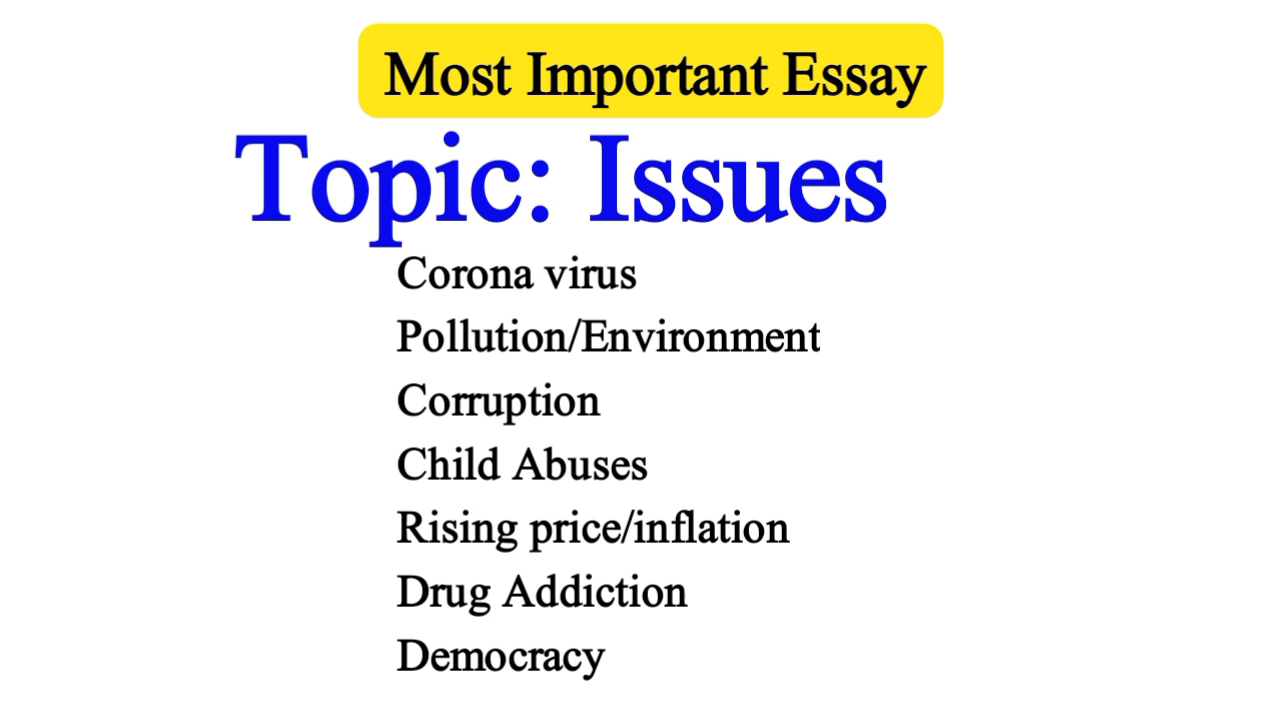 Most Important Essay
Topic: Issues
Corona virus
Pollution/Environment
Corruption
Child Abuses
Rising price/inflation
Drug Addiction
Democracy